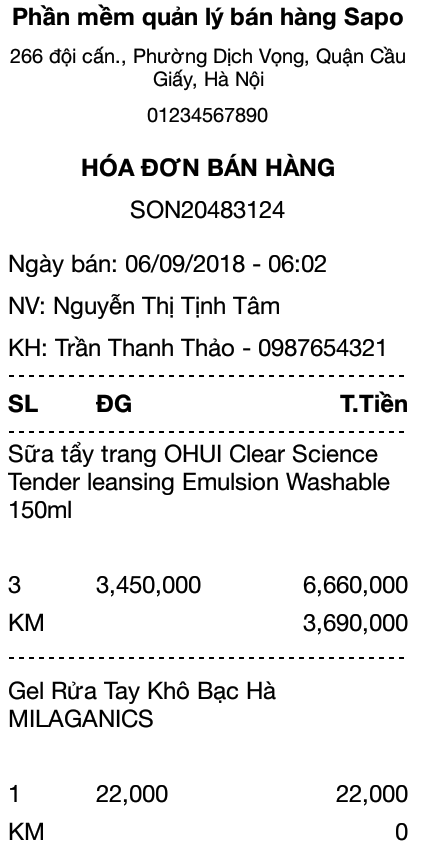 Phần mềm quản lý bán hàng Sapo
266 đội cấn., Phường Dịch Vọng, Quận Cầu
Giấy, Hà Nội
01234567890
HÓA ĐƠN BÁN HÀNG
SON20483124
Ngày bán: 06/09/2018 - 06:02
NV: Nguyễn Thị Tịnh Tâm
KH: Trần Thanh Thảo - 0987654321
SL ĐG T.Tiền
Sữa tẩy trang OHUI Clear Science
Tender leansing Emulsion Washable
150ml
3 3,450,000 6,660,000
KM 3,690,000
Gel Rửa Tay Khô Bạc Hà
MILAGANICS
1 22,000 22,000
KM 0